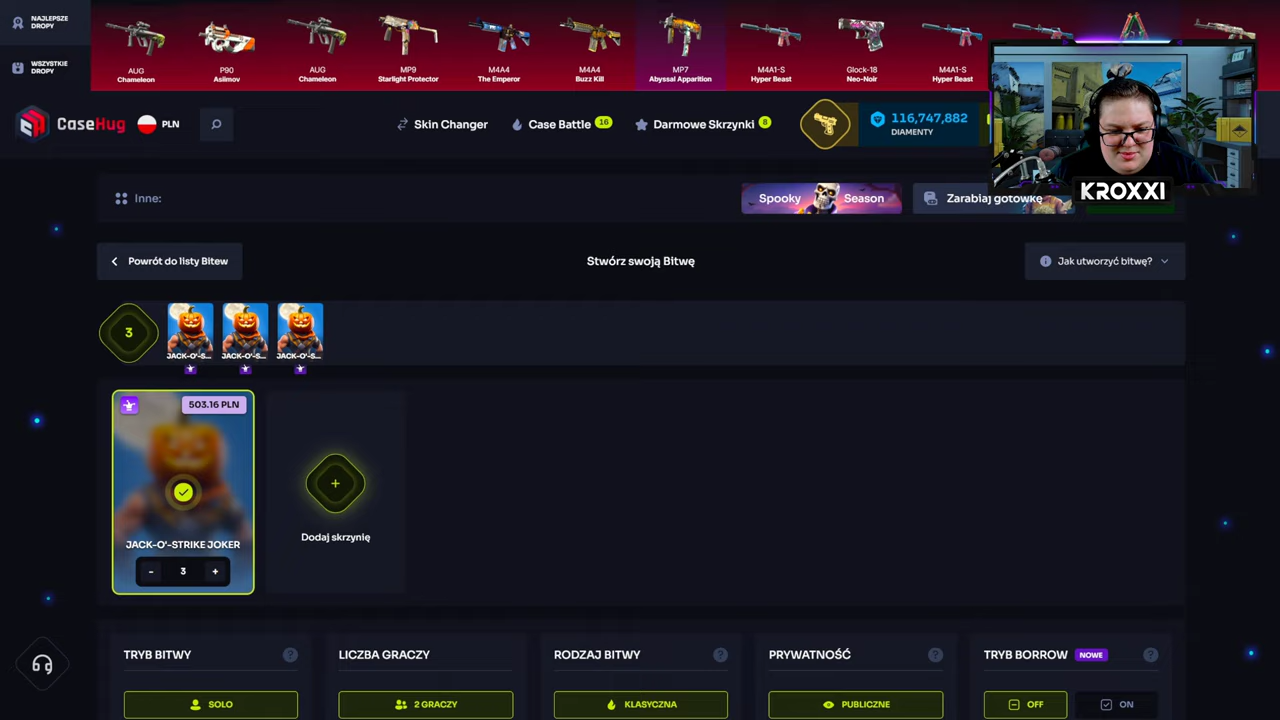 NAJLEPSZE
DROPY
WSZYSTKIE
DROPY
AUG
Chameleon
P90
Asiimov
AUG
Chameleon
MP9
Starlight Protector
M4A4
The Emperor
M4A4
Buzz Kill
MP7
Abyssal Apparition
M4A1-S
Hyper Beast
Glock-18
Neo-Noir
M4A1-S
Hyper Beast
CaseHug
PLN
Skin Changer
Case Battle 16
Darmowe Skrzynki 8
116,747,882
DIAMENTY
KROXXI
Inne:
Spooky Season
Zarabiaj gotówkę
Powrót do listy Bitew
Stwórz swoją Bitwę
Jak utworzyć bitwę?
3
JACK-O'-S... JACK-O'-S... JACK-O'-S...
503.16 PLN
JACK-O'-STRIKE JOKER
- 3 +
+
Dodaj skrzynię
TRYB BITWY ?
LICZBA GRACZY
RODZAJ BITWY ?
PRYWATNOŚĆ ?
TRYB BORROW NOWE ?
SOLO
2 GRACZY
KLASYCZNA
PUBLICZNE
OFF
ON